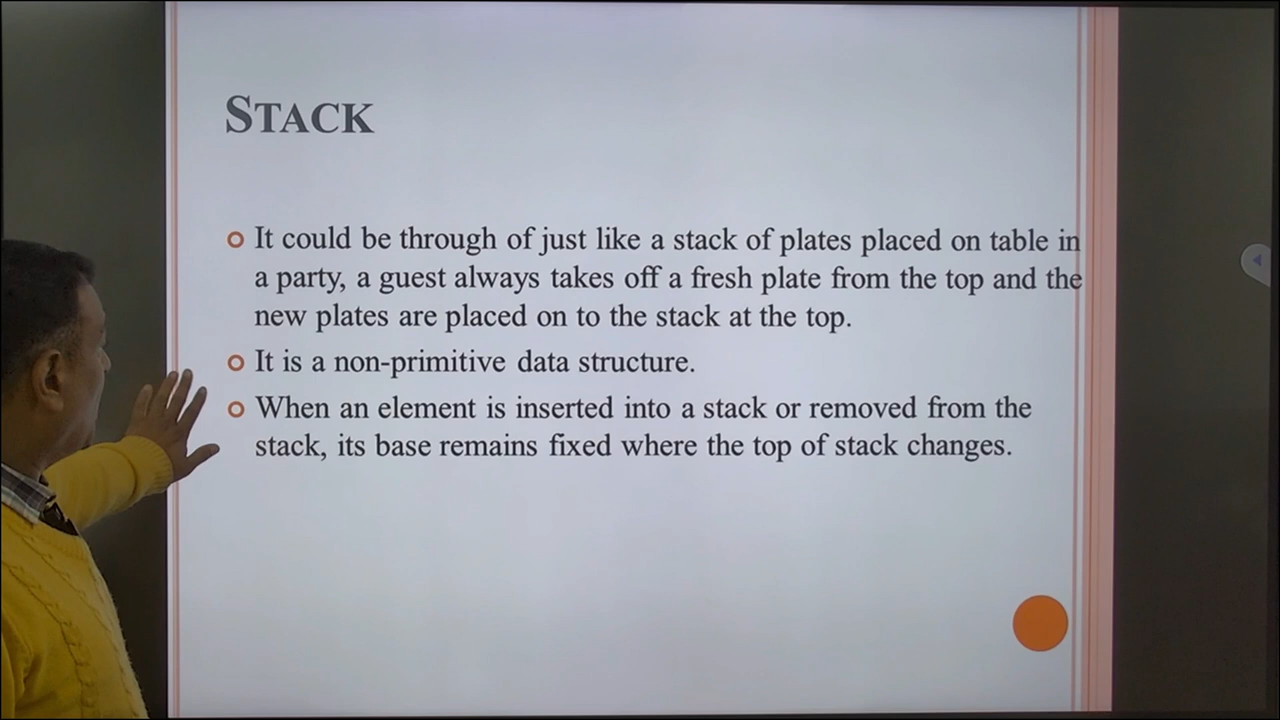 STACK
It could be through of just like a stack of plates placed on table in
a party, a guest always takes off a fresh plate from the top and the
new plates are placed on to the stack at the top.
It is a non-primitive data structure.
When an element is inserted into a stack or removed from the
stack, its base remains fixed where the top of stack changes.